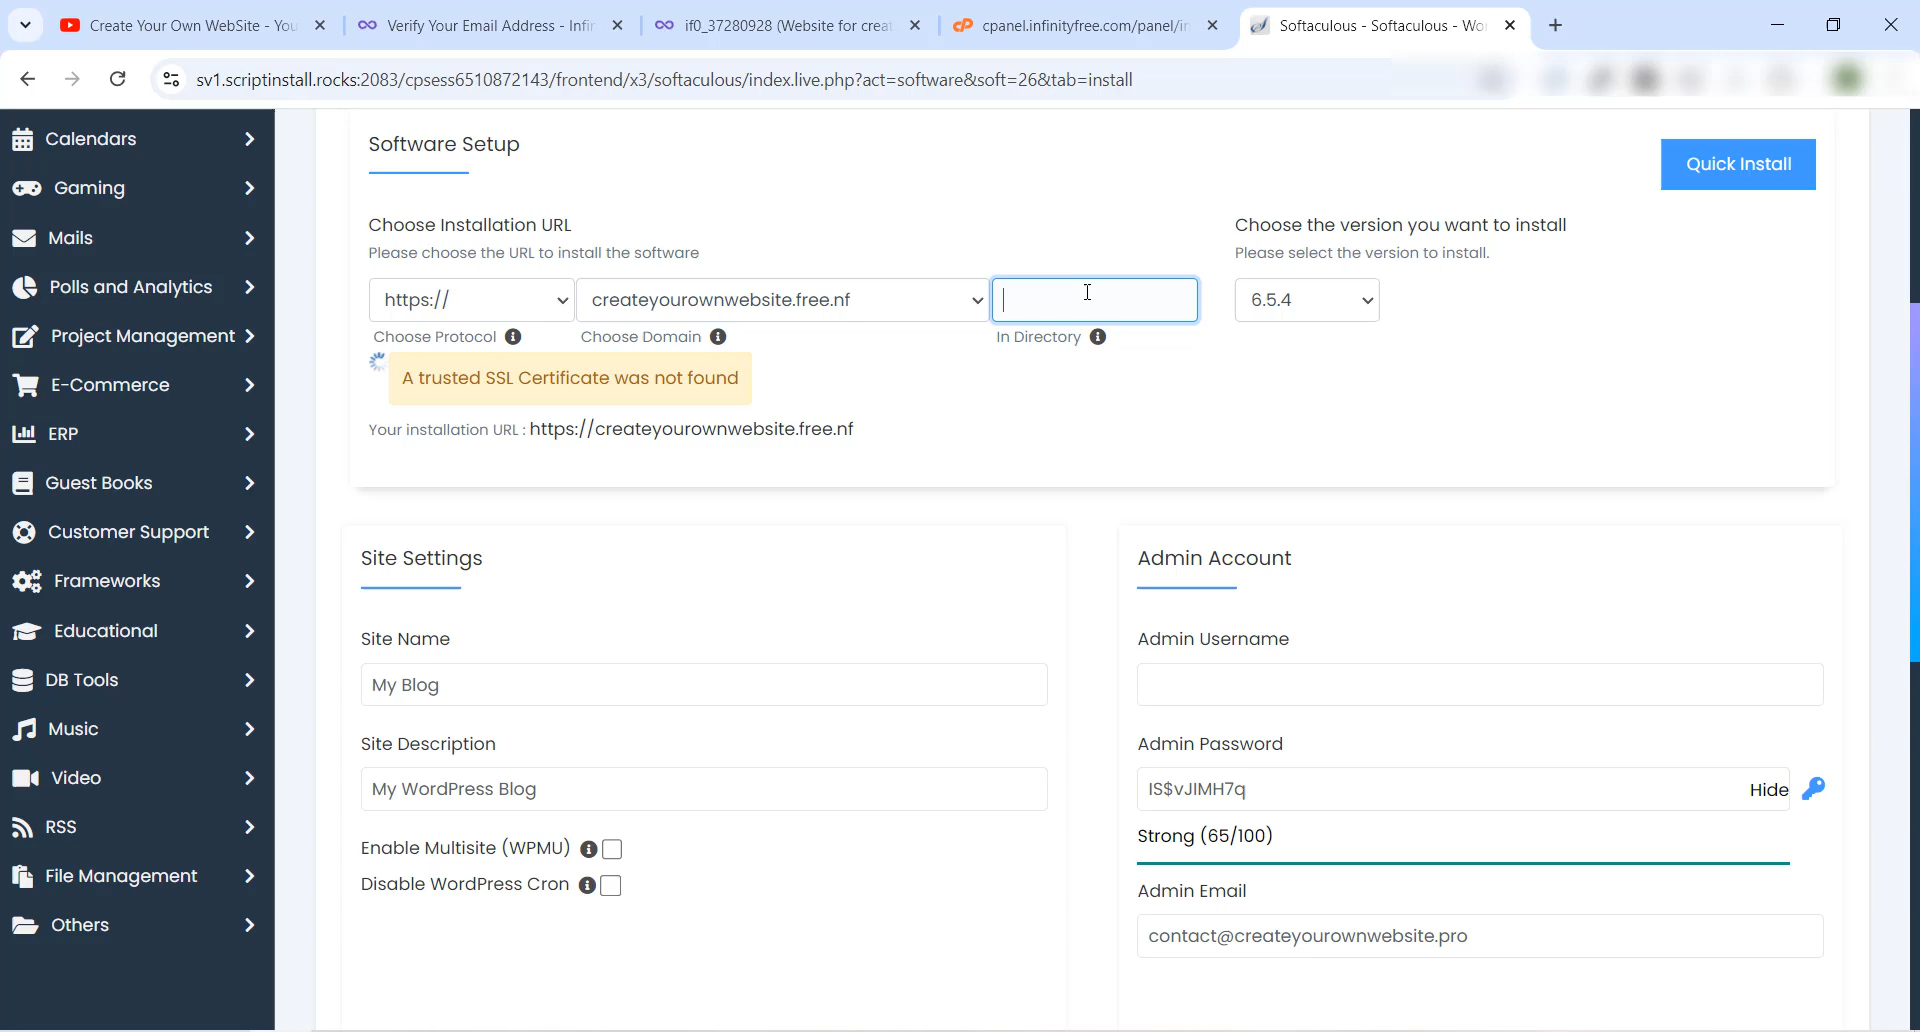 Create Your Own WebSite - You
Verify Your Email Address - Infin
if0_37280928 (Website for creat
cpanel.infinityfree.com/panel/in
Softaculous - Softaculous - Wor
sv1.scriptinstall.rocks:2083/cpsess6510872143/frontend/x3/softaculous/index.live.php?act=software&soft=26&tab=install
Calendars
Gaming
Mails
Polls and Analytics
Project Management
E-Commerce
ERP
Guest Books
Customer Support
Frameworks
Educational
DB Tools
Music
Video
RSS
File Management
Others
Software Setup
Quick Install
Choose Installation URL
Please choose the URL to install the software
https://
createyourownwebsite.free.nf
Choose Protocol
Choose Domain
In Directory
A trusted SSL Certificate was not found
Your installation URL : https://createyourownwebsite.free.nf
Choose the version you want to install
Please select the version to install.
6.5.4
Site Settings
Site Name
My Blog
Site Description
My WordPress Blog
Enable Multisite (WPMU)
Disable WordPress Cron
Admin Account
Admin Username
Admin Password
IS$vJIMH7q
Hide
Strong (65/100)
Admin Email
contact@createyourownwebsite.pro